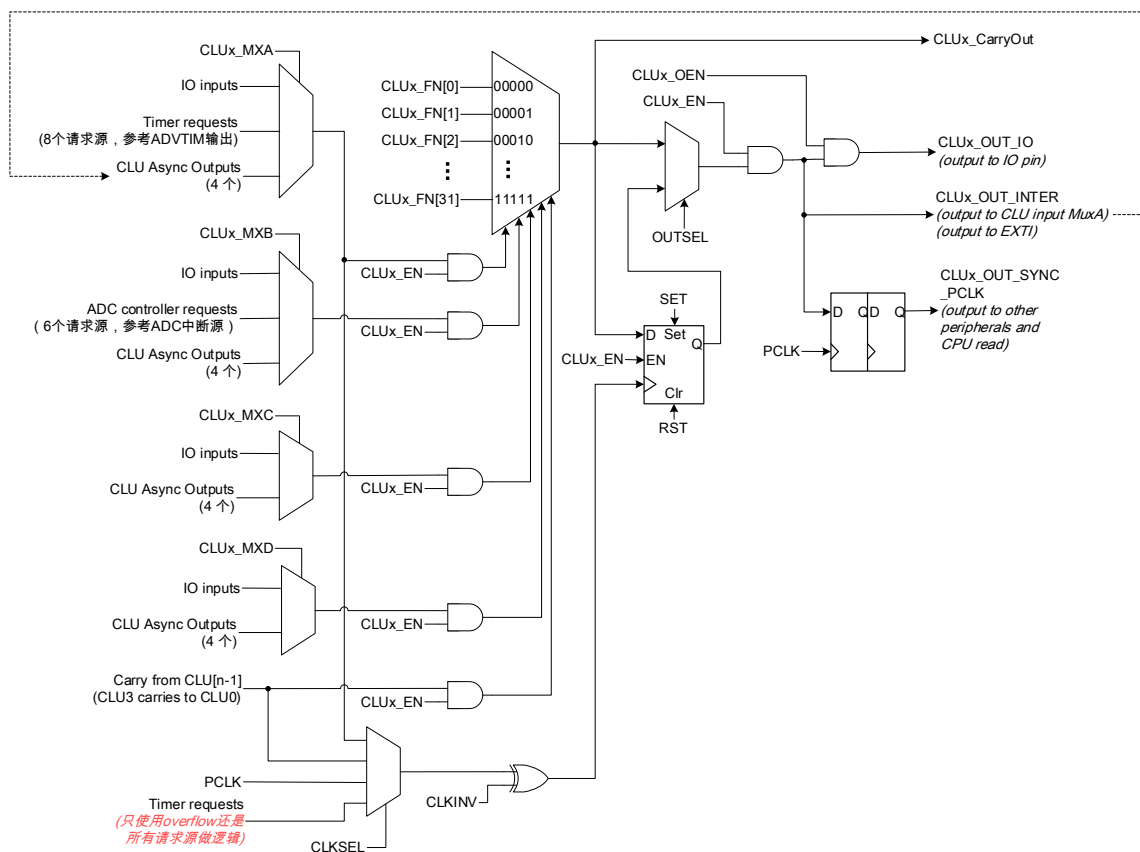 CLUx_MXA
IO inputs
Timer requests
(8个请求源，参考ADVTIM输出)
CLU Async Outputs
(4 个)
CLUx_MXB
IO inputs
ADC controller requests
( 6个请求源，参考ADC中断源 )
CLU Async Outputs
(4 个)
CLUx_MXC
IO inputs
CLU Async Outputs
(4 个)
CLUx_MXD
IO inputs
CLU Async Outputs
(4 个)
Carry from CLU[n-1]
(CLU3 carries to CLU0)
PCLK
Timer requests
(只使用overflow还是
所有请求源做逻辑)
CLKSEL
CLKINV
CLUx_FN[0]
00000
CLUx_FN[1]
00001
CLUx_FN[2]
00010
⋮
⋮
CLUx_FN[31]
11111
CLUx_EN
CLUx_EN
CLUx_EN
CLUx_EN
CLUx_EN
OUTSEL
SET
D
Set
Q
CLUx_EN
EN
Clr
RST
CLUx_CarryOut
CLUx_OEN
CLUx_EN
CLUx_OUT_IO
(output to IO pin)
CLUx_OUT_INTER
(output to CLU input MuxA)
(output to EXTI)
CLUx_OUT_SYNC
_PCLK
(output to other
peripherals and
CPU read)
D
Q
D
Q
PCLK